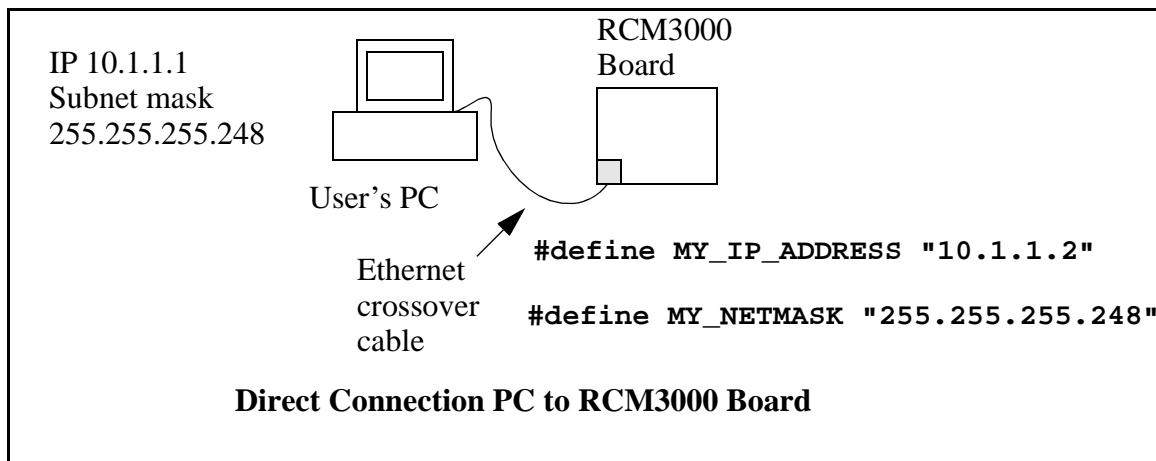 IP 10.1.1.1
Subnet mask
255.255.255.248
RCM3000
Board
User’s PC
Ethernet
crossover
cable
#define MY_IP_ADDRESS "10.1.1.2"
#define MY_NETMASK "255.255.255.248"
Direct Connection PC to RCM3000 Board